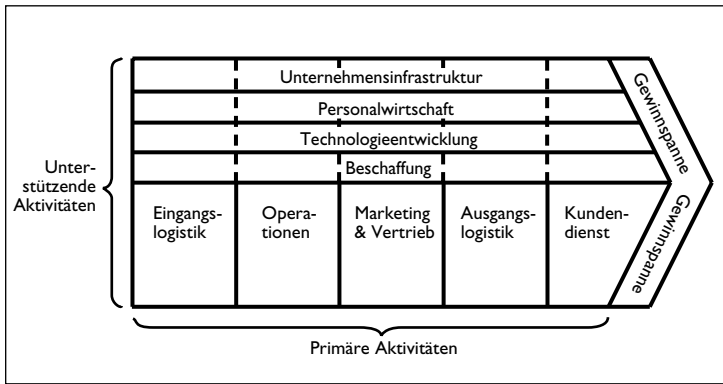 Unternehmensinfrastruktur
Personalwirtschaft
Technologieentwicklung
Beschaffung
Unter-
stützende
Aktivitäten
Eingangs-
logistik
Opera-
tionen
Marketing
& Vertrieb
Ausgangs-
logistik
Kunden-
dienst
Gewinnspanne
Gewinnspanne
Primäre Aktivitäten